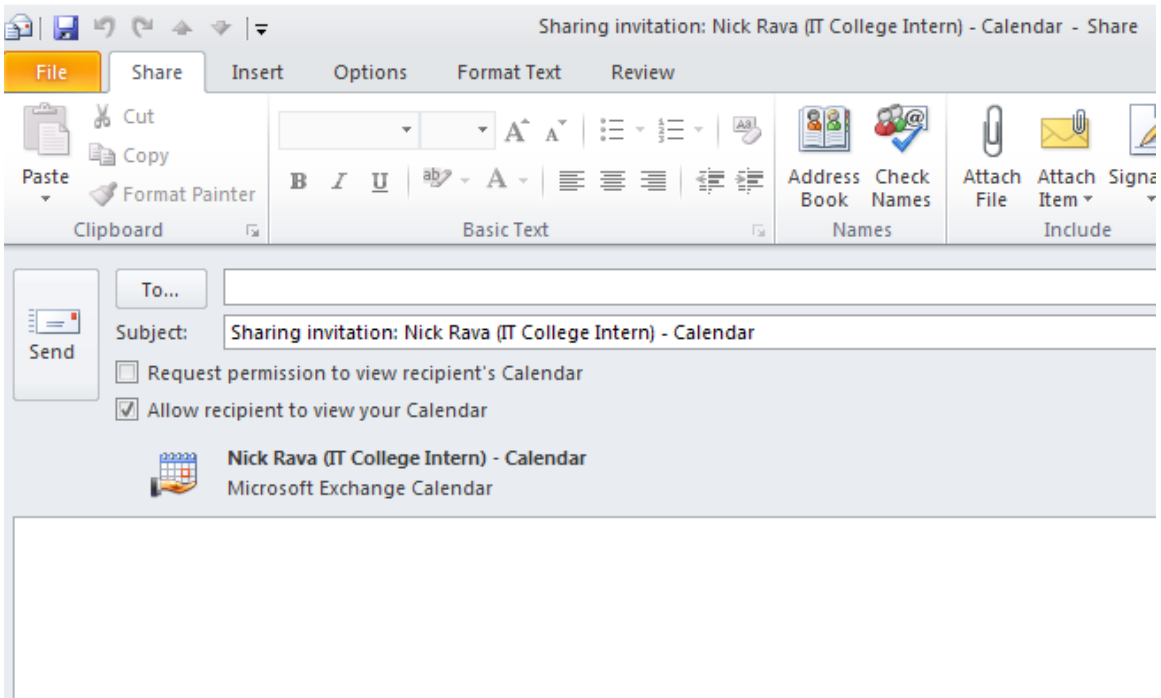 Sharing invitation: Nick Rava (IT College Intern) - Calendar - Share
File Share Insert Options Format Text Review
Cut
Copy
Format Painter
Paste
Clipboard
B I U
Basic Text
Address Book
Check Names
Names
Attach File
Attach Item
Include
To...
Send
Subject: Sharing invitation: Nick Rava (IT College Intern) - Calendar
Request permission to view recipient's Calendar
Allow recipient to view your Calendar
Nick Rava (IT College Intern) - Calendar
Microsoft Exchange Calendar